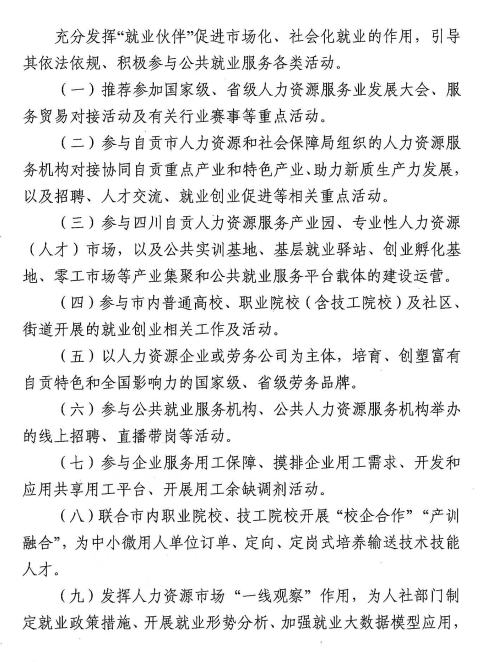 充分发挥“就业伙伴”促进市场化、社会化就业的作用，引导
其依法依规、积极参与公共就业服务各类活动。
（一）推荐参加国家级、省级人力资源服务业发展大会、服
务贸易对接活动及有关行业赛事等重点活动。
（二）参与自贡市人力资源和社会保障局组织的人力资源服
务机构对接协同自贡重点产业和特色产业、助力新质生产力发展，
以及招聘、人才交流、就业创业促进等相关重点活动。
（三）参与四川自贡人力资源服务产业园、专业性人力资源
（人才）市场，以及公共实训基地、基层就业驿站、创业孵化基
地、零工市场等产业集聚和公共就业服务平台载体的建设运营。
（四）参与市内普通高校、职业院校（含技工院校）及社区、
街道开展的就业创业相关工作及活动。
（五）以人力资源企业或劳务公司为主体，培育、创塑富有
自贡特色和全国影响力的国家级、省级劳务品牌。
（六）参与公共就业服务机构、公共人力资源服务机构举办
的线上招聘、直播带岗等活动。
（七）参与企业服务用工保障、摸排企业用工需求、开发和
应用共享用工平台、开展用工余缺调剂活动。
（八）联合市内职业院校、技工院校开展“校企合作”“产训
融合”，为中小微用人单位订单、定向、定岗式培养输送技术技能
人才。
（九）发挥人力资源市场“一线观察”作用，为人社部门制
定就业政策措施、开展就业形势分析、加强就业大数据模型应用，